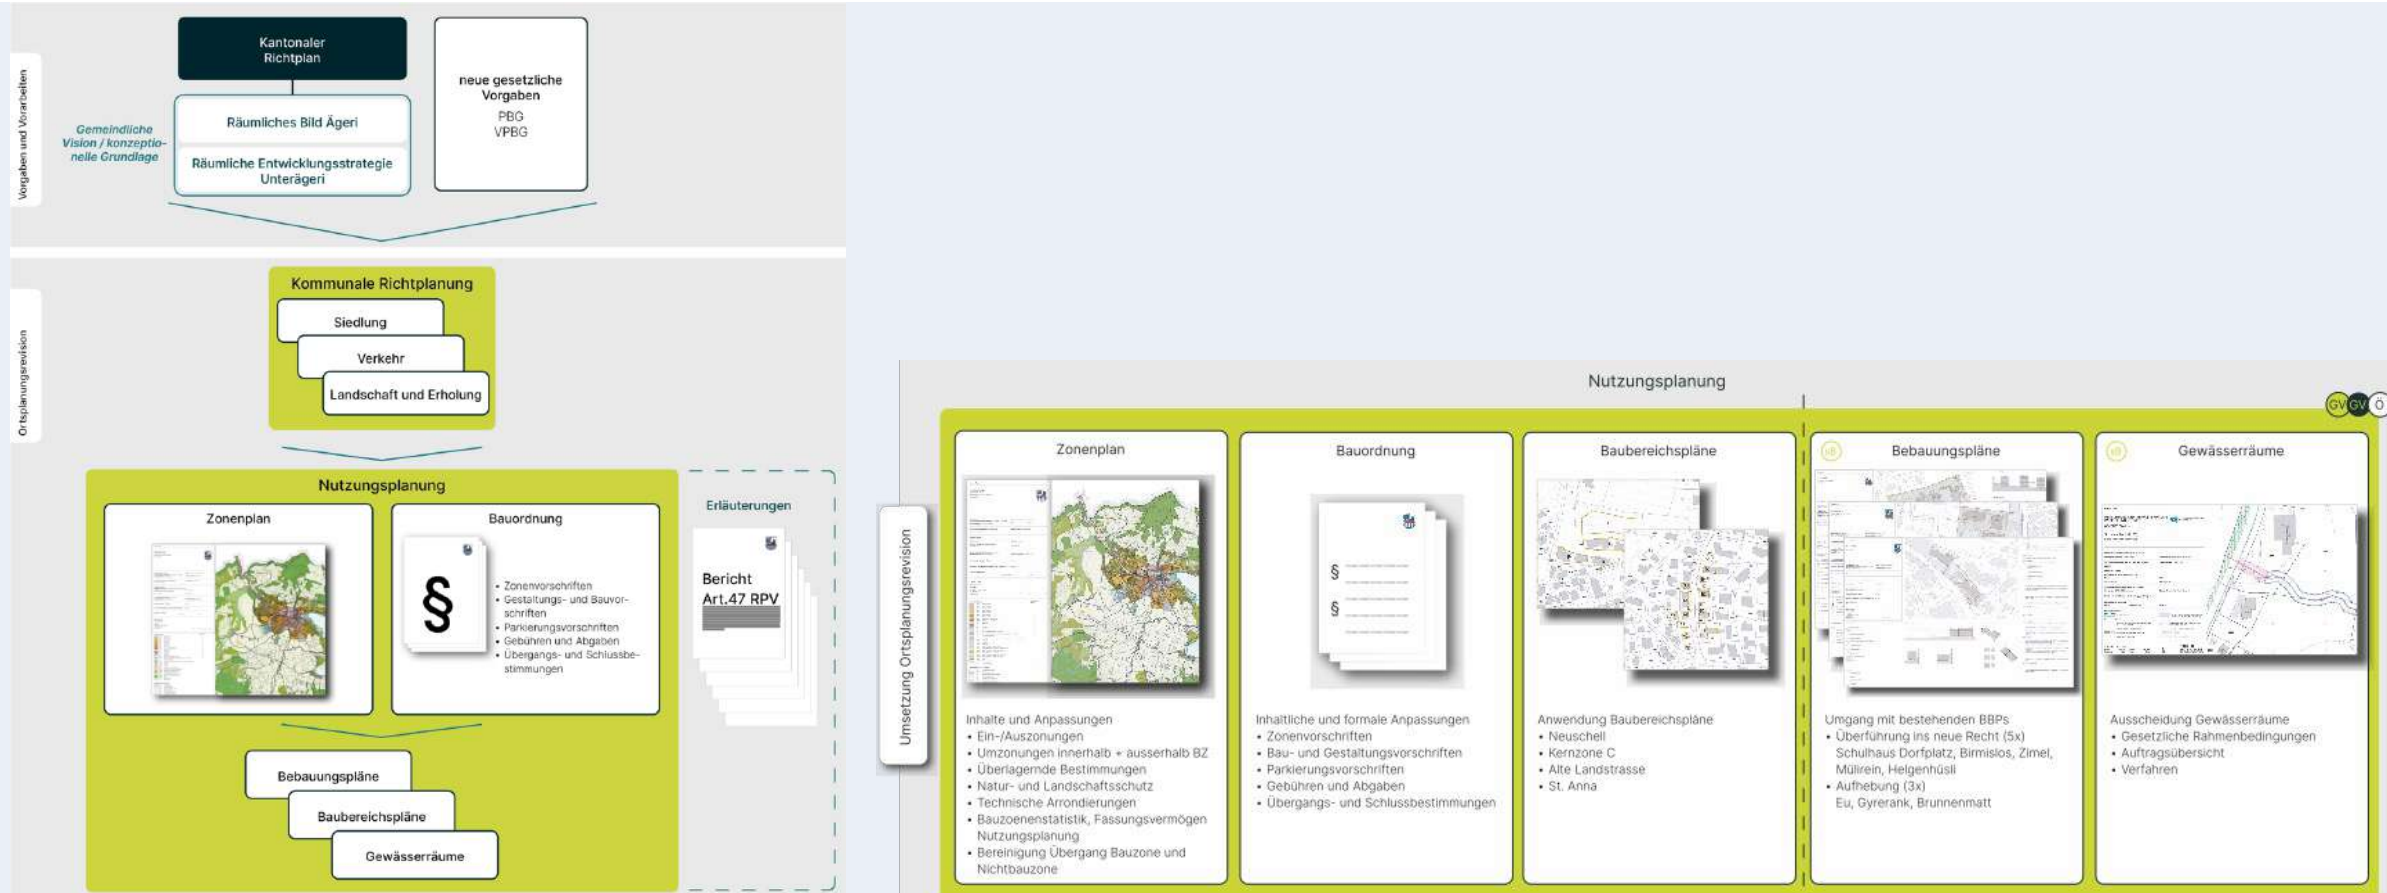 Vorgaben und Vorarbeiten
Kantonaler
Richtplan
Gemeindliche
Vision / konzeptio-
nelle Grundlage
Räumliches Bild Ägeri
Räumliche Entwicklungsstrategie
Unterägeri
neue gesetzliche
Vorgaben
PBG
VPBG
Ortsplanungsrevision
Kommunale Richtplanung
Siedlung
Verkehr
Landschaft und Erholung
Nutzungsplanung
Zonenplan
Bauordnung
§
• Zonenvorschriften
• Gestaltungs- und Bauvor-
schriften
• Parkierungsvorschriften
• Gebühren und Abgaben
• Übergangs- und Schlussbe-
stimmungen
Erläuterungen
Bericht
Art.47 RPV
Bebauungspläne
Baubereichspläne
Gewässerräume
Nutzungsplanung
GV GV Ö
Umsetzung Ortsplanungsrevision
Zonenplan
Inhalte und Anpassungen
• Ein-/Auszonungen
• Umzonungen innerhalb + ausserhalb BZ
• Überlagernde Bestimmungen
• Natur- und Landschaftsschutz
• Technische Arrondierungen
• Bauzoenenstatistik, Fassungsvermögen
Nutzungsplanung
• Bereinigung Übergang Bauzone und
Nichtbauzone
Bauordnung
§
§
Inhaltliche und formale Anpassungen
• Zonenvorschriften
• Bau- und Gestaltungsvorschriften
• Parkierungsvorschriften
• Gebühren und Abgaben
• Übergangs- und Schlussbestimmungen
Baubereichspläne
Anwendung Baubereichspläne
• Neuschell
• Kernzone C
• Alte Landstrasse
• St. Anna
Bebauungspläne
Umgang mit bestehenden BBPs
• Überführung ins neue Recht (5x)
Schulhaus Dorfplatz, Birmislos, Zimel,
Mülirein, Helgenhüsli
• Aufhebung (3x)
Eu, Gyrerank, Brunnenmatt
Gewässerräume
Ausscheidung Gewässerräume
• Gesetzliche Rahmenbedingungen
• Auftragsübersicht
• Verfahren